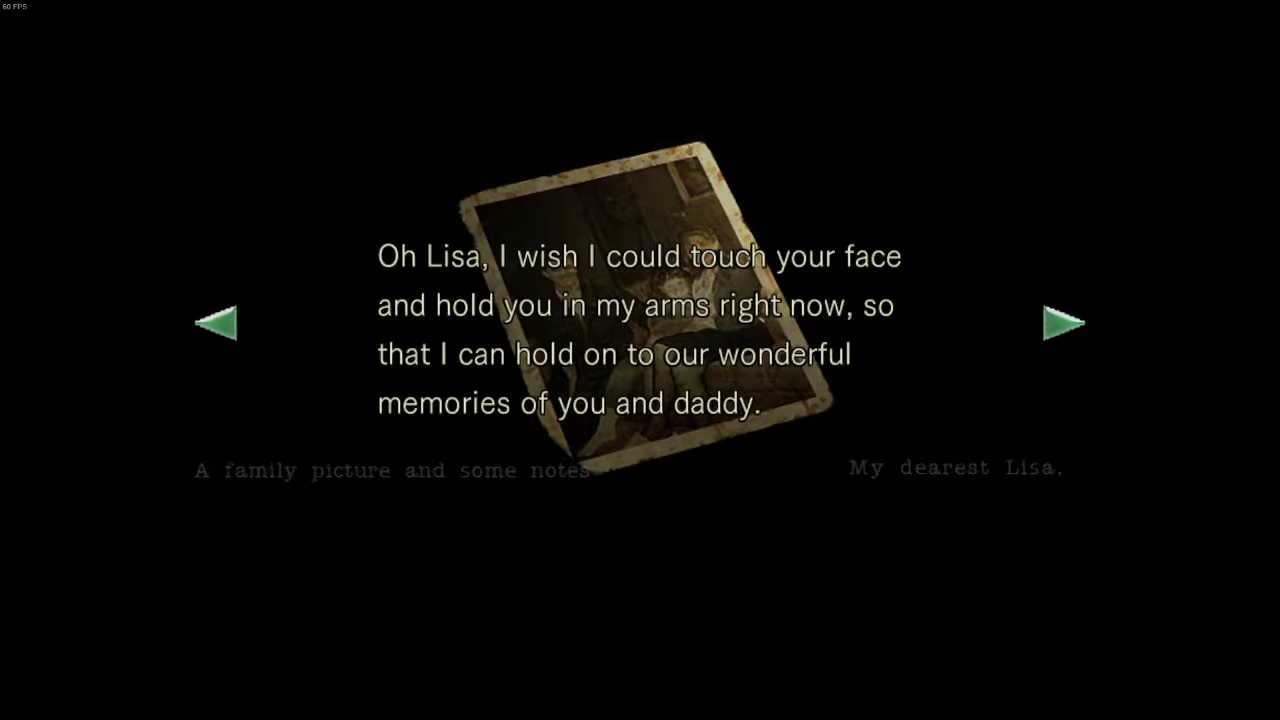 60 FPS
Oh Lisa, I wish I could touch your face
and hold you in my arms right now, so
that I can hold on to our wonderful
memories of you and daddy.
A family picture and some notes
My dearest Lisa,